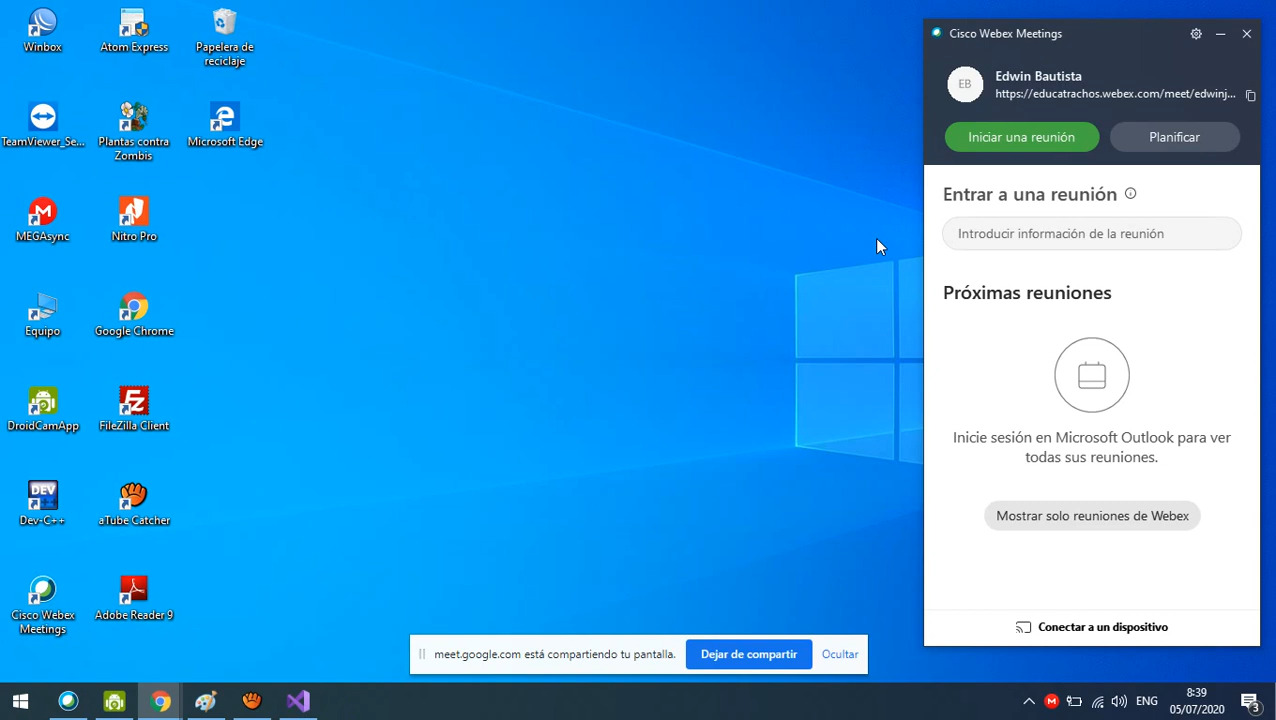 Winbox
Atom Express
Papelera de
reciclaje
TeamViewer_Se...
Plantas contra
Zombis
Microsoft Edge
MEGAsync
Nitro Pro
Equipo
Google Chrome
DroidCamApp
FileZilla Client
DEV
Dev-C++
aTube Catcher
Cisco Webex
Meetings
Adobe Reader 9
Cisco Webex Meetings
EB
Edwin Bautista
https://educatrachos.webex.com/meet/edwinj...
Iniciar una reunión
Planificar
Entrar a una reunión
Introducir información de la reunión
Próximas reuniones
Inicie sesión en Microsoft Outlook para ver
todas sus reuniones.
Mostrar solo reuniones de Webex
Conectar a un dispositivo
meet.google.com está compartiendo tu pantalla.
Dejar de compartir
Ocultar
ENG
8:39
05/07/2020
3